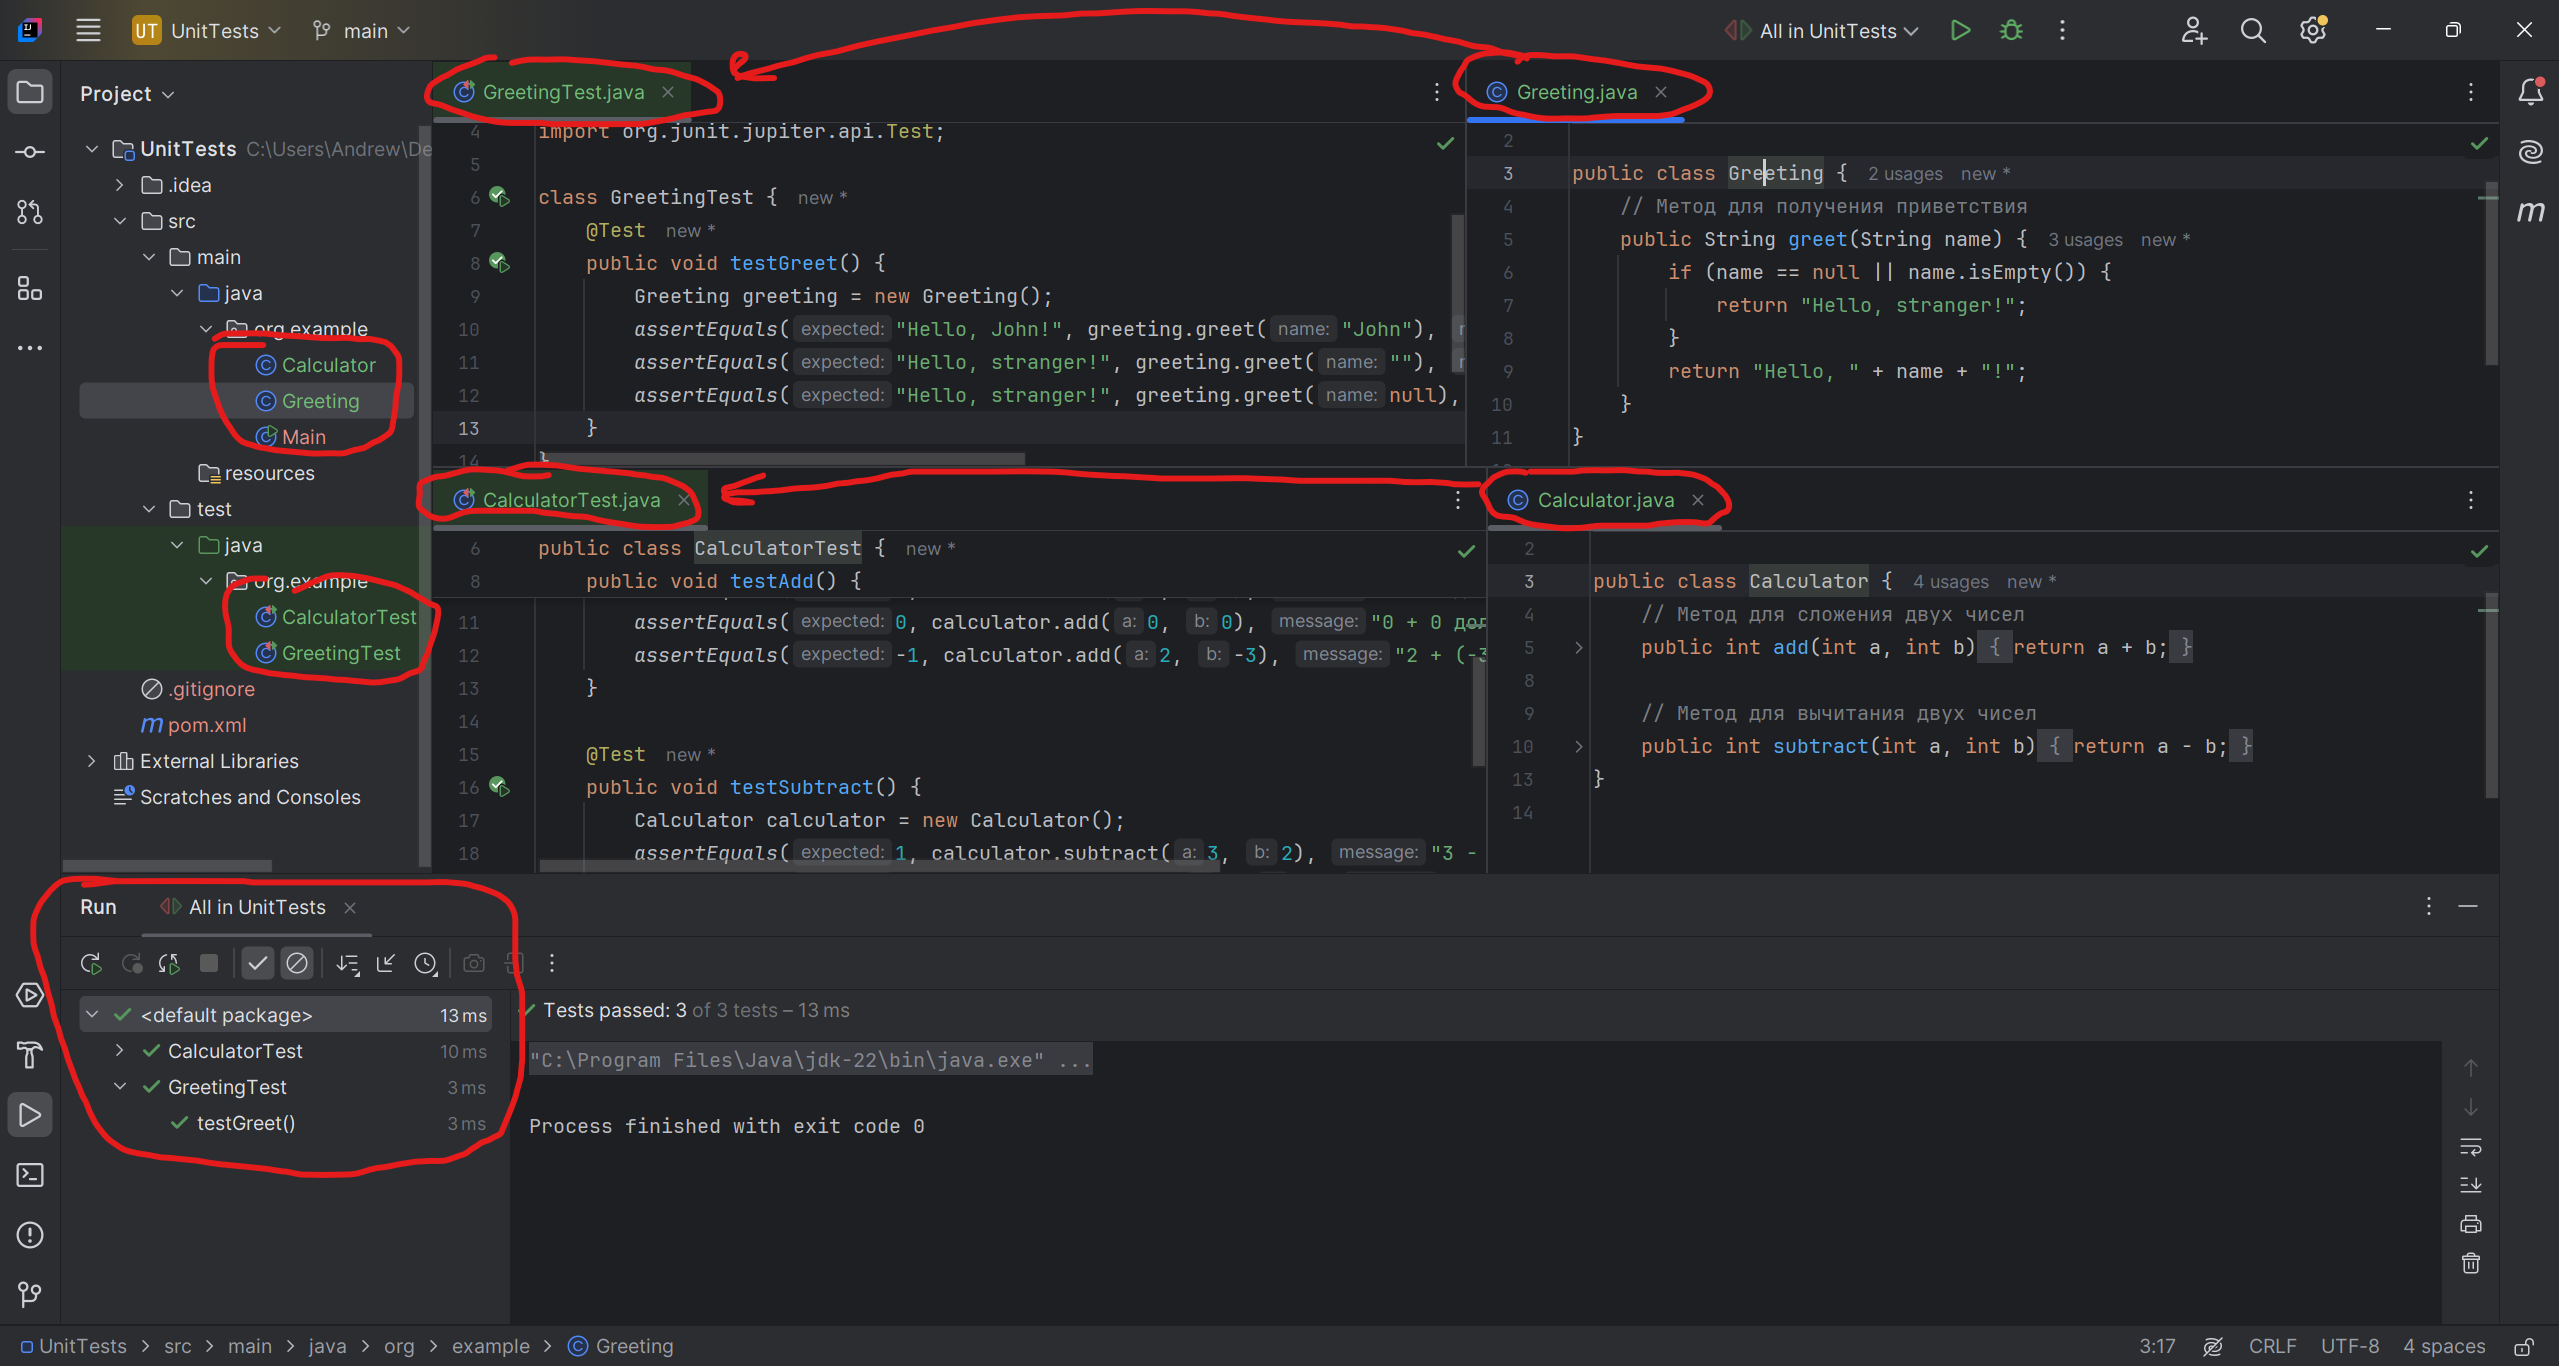 UT UnitTests main All in UnitTests
Project
UnitTests C:\Users\Andrew\De
.idea
src
main
java
org.example
Calculator
Greeting
Main
resources
test
java
org.example
CalculatorTest
GreetingTest
.gitignore
pom.xml
External Libraries
Scratches and Consoles
GreetingTest.java
4 import org.junit.jupiter.api.Test;
5
6 class GreetingTest { new *
7 @Test new *
8 public void testGreet() {
9 Greeting greeting = new Greeting();
10 assertEquals( expected: "Hello, John!", greeting.greet( name: "John"),
11 assertEquals( expected: "Hello, stranger!", greeting.greet( name: ""),
12 assertEquals( expected: "Hello, stranger!", greeting.greet( name: null),
13 }
14 }
Greeting.java
2
3 public class Greeting { 2 usages new *
4 // Метод для получения приветствия
5 public String greet(String name) { 3 usages new *
6 if (name == null || name.isEmpty()) {
7 return "Hello, stranger!";
8 }
9 return "Hello, " + name + "!";
10 }
11 }
CalculatorTest.java
6 public class CalculatorTest { new *
8 public void testAdd() {
11 assertEquals( expected: 0, calculator.add( a: 0, b: 0), message: "0 + 0 дол
12 assertEquals( expected: -1, calculator.add( a: 2, b: -3), message: "2 + (-3
13 }
14
15 @Test new *
16 public void testSubtract() {
17 Calculator calculator = new Calculator();
18 assertEquals( expected: 1, calculator.subtract( a: 3, b: 2), message: "3 -
Calculator.java
2
3 public class Calculator { 4 usages new *
4 // Метод для сложения двух чисел
5 public int add(int a, int b) { return a + b; }
8
9 // Метод для вычитания двух чисел
10 public int subtract(int a, int b) { return a - b; }
13 }
14
Run All in UnitTests
<default package> 13 ms
CalculatorTest 10 ms
GreetingTest 3 ms
testGreet() 3 ms
Tests passed: 3 of 3 tests – 13 ms
"C:\Program Files\Java\jdk-22\bin\java.exe" ...
Process finished with exit code 0
UnitTests > src > main > java > org > example > Greeting
3:17 CRLF UTF-8 4 spaces